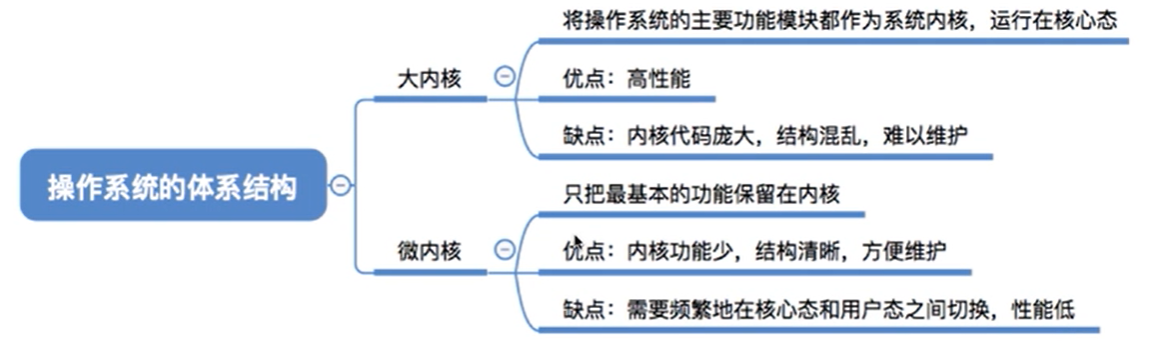 操作系统的体系结构
大内核
将操作系统的主要功能模块都作为系统内核，运行在核心态
优点：高性能
缺点：内核代码庞大，结构混乱，难以维护
微内核
只把最基本的功能保留在内核
优点：内核功能少，结构清晰，方便维护
缺点：需要频繁地在核心态和用户态之间切换，性能低